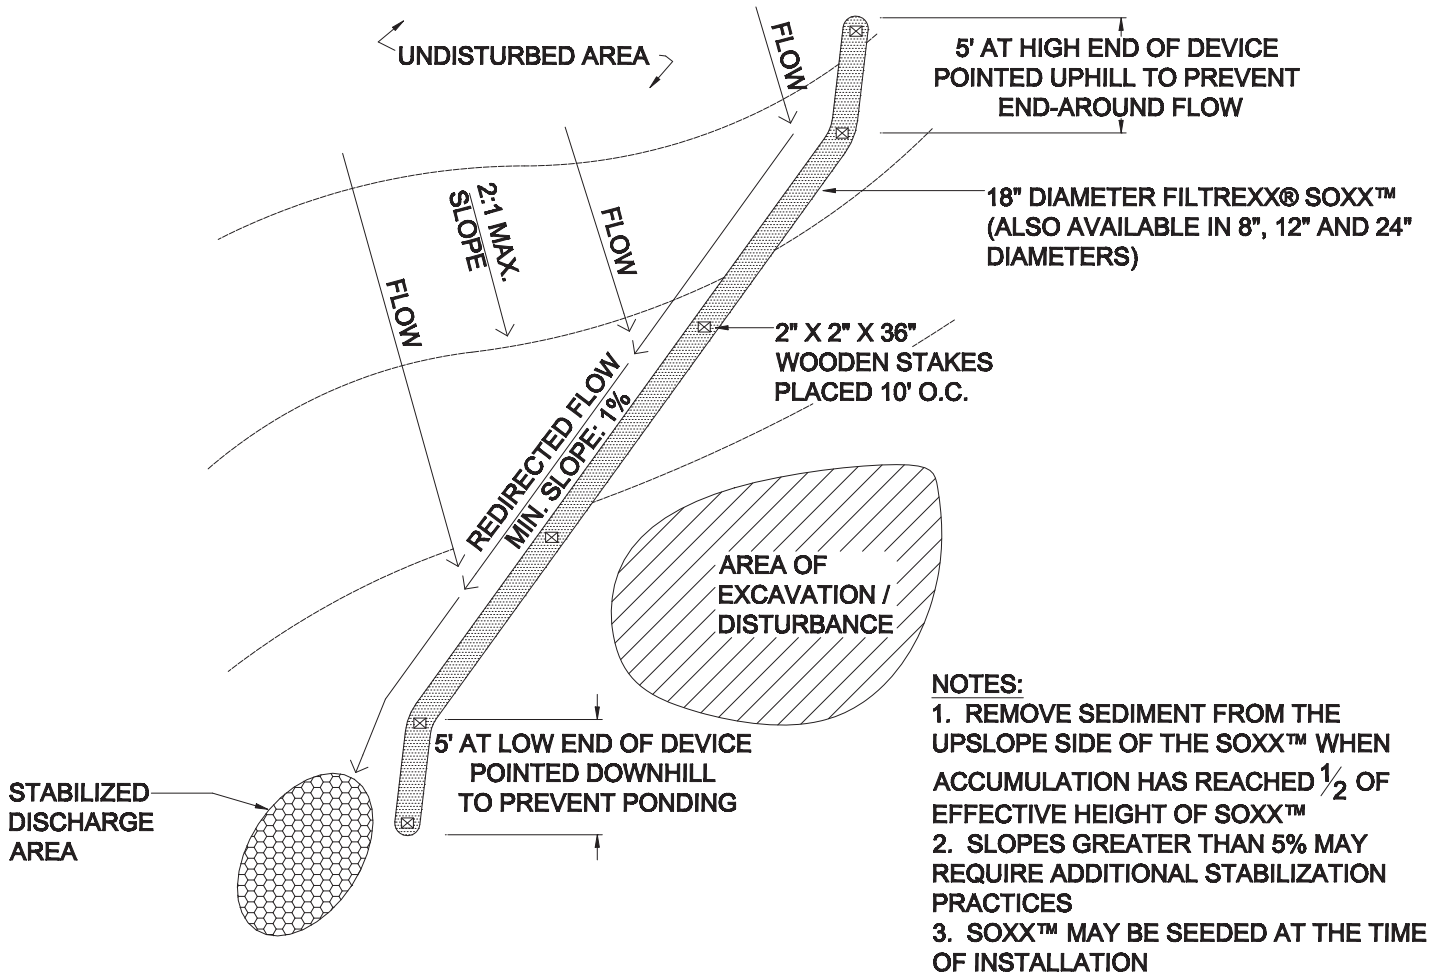 UNDISTURBED AREA
FLOW
5' AT HIGH END OF DEVICE
POINTED UPHILL TO PREVENT
END-AROUND FLOW
18" DIAMETER FILTREXX® SOXX™
(ALSO AVAILABLE IN 8", 12" AND 24"
DIAMETERS)
2:1 MAX.
SLOPE
FLOW
FLOW
2" X 2" X 36"
WOODEN STAKES
PLACED 10' O.C.
REDIRECTED FLOW
MIN. SLOPE: 1%
AREA OF
EXCAVATION /
DISTURBANCE
5' AT LOW END OF DEVICE
POINTED DOWNHILL
TO PREVENT PONDING
STABILIZED
DISCHARGE
AREA
NOTES:
1. REMOVE SEDIMENT FROM THE
UPSLOPE SIDE OF THE SOXX™ WHEN
ACCUMULATION HAS REACHED 1/2 OF
EFFECTIVE HEIGHT OF SOXX™
2. SLOPES GREATER THAN 5% MAY
REQUIRE ADDITIONAL STABILIZATION
PRACTICES
3. SOXX™ MAY BE SEEDED AT THE TIME
OF INSTALLATION